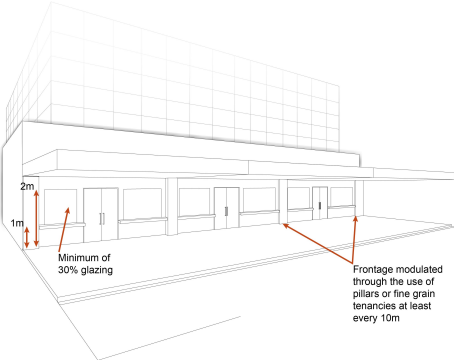 2m
1m
Minimum of
30% glazing
Frontage modulated
through the use of
pillars or fine grain
tenancies at least
every 10m